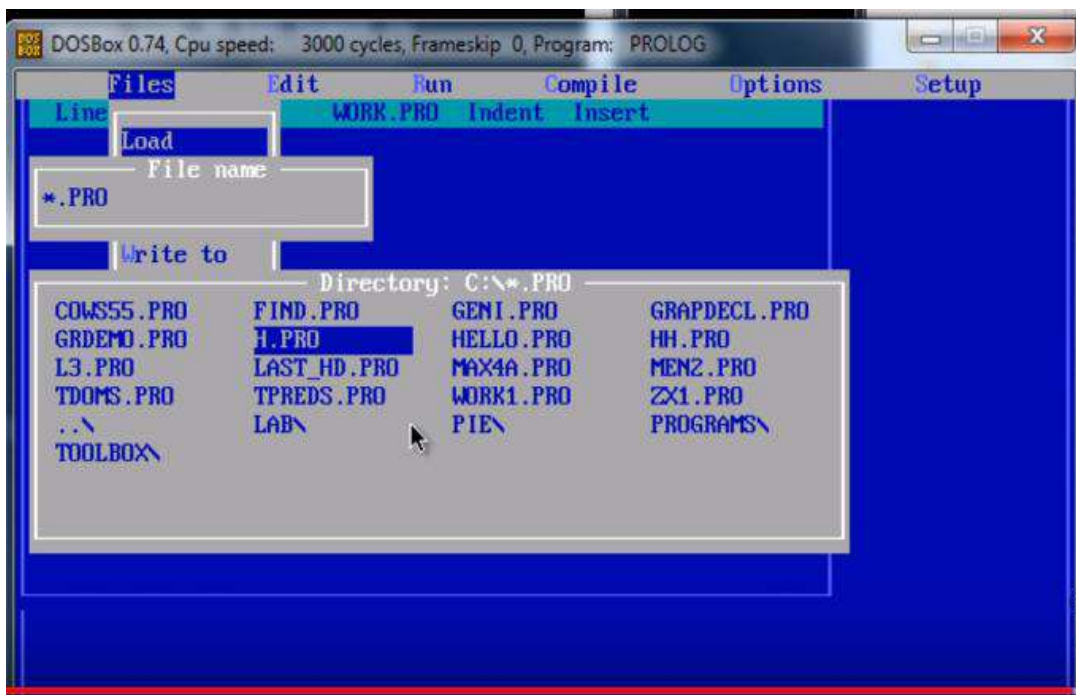 DOS BOX DOSBox 0.74, Cpu speed: 3000 cycles, Frameskip 0, Program: PROLOG
Files Edit Run Compile Options Setup
Line WORK.PRO Indent Insert
Load
File name
*.PRO
Write to
Directory: C:\*.PRO
COWS55.PRO FIND.PRO GENI.PRO GRAPDECL.PRO
GRDEMO.PRO H.PRO HELLO.PRO HH.PRO
L3.PRO LAST_HD.PRO MAX4A.PRO MENZ.PRO
TDOMS.PRO TPREDS.PRO WORK1.PRO ZX1.PRO
..\ LAB\ PIE\ PROGRAMS\
TOOLBOX\